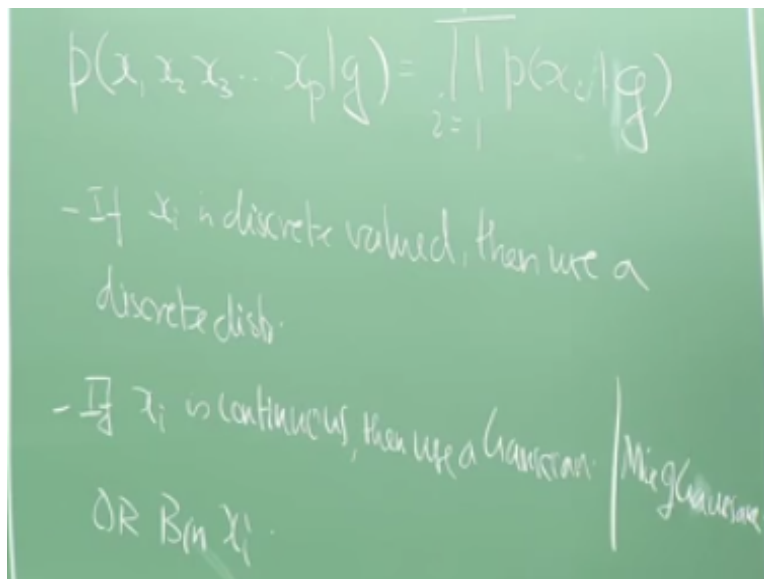 p(x₁ x₂ x₃ ... xₚ|g) = ∏ i=1 p(xᵢ|g)
- If xᵢ is discrete valued, then use a
discrete distr.
- If xᵢ is continuous, then use a Gaussian | Mix g Gaussians
OR Bin xᵢ.